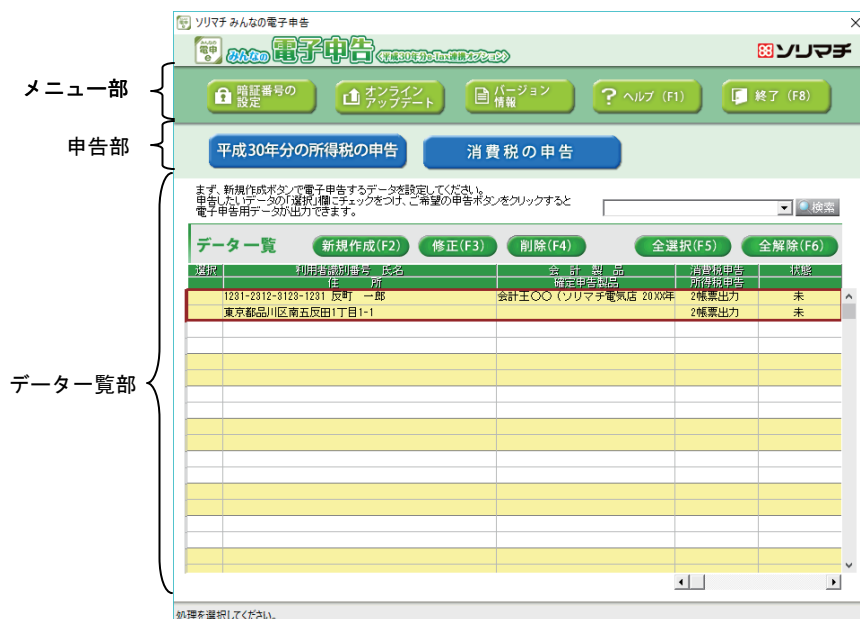 ソリマチ みんなの電子申告
電申
e
みんなの電子申告 (平成30年分e-Tax連携オプション)
ソリマチ
メニュー部
暗証番号の
設定
オンライン
アップデート
バージョン
情報
? ヘルプ (F1)
終了 (F8)
申告部
平成30年分の所得税の申告
消費税の申告
まず、新規作成ボタンで電子申告するデータを設定してください。
申告したいデータの「選択」欄にチェックをつけ、ご希望の申告ボタンをクリックすると
電子申告用データが出力できます。
検索
データ一覧 新規作成(F2) 修正(F3) 削除(F4) 全選択(F5) 全解除(F6)
選択 利用者識別番号 氏名 会 計 製 品 消費税申告 状態
住 所 確定申告製品 所得税申告
1231-2312-3123-1231 反町 一郎 会計王〇〇（ソリマチ電気店 20XX年 2帳票出力 未
東京都品川区南五反田1丁目1-1 2帳票出力 未
データ一覧部
処理を選択してください。